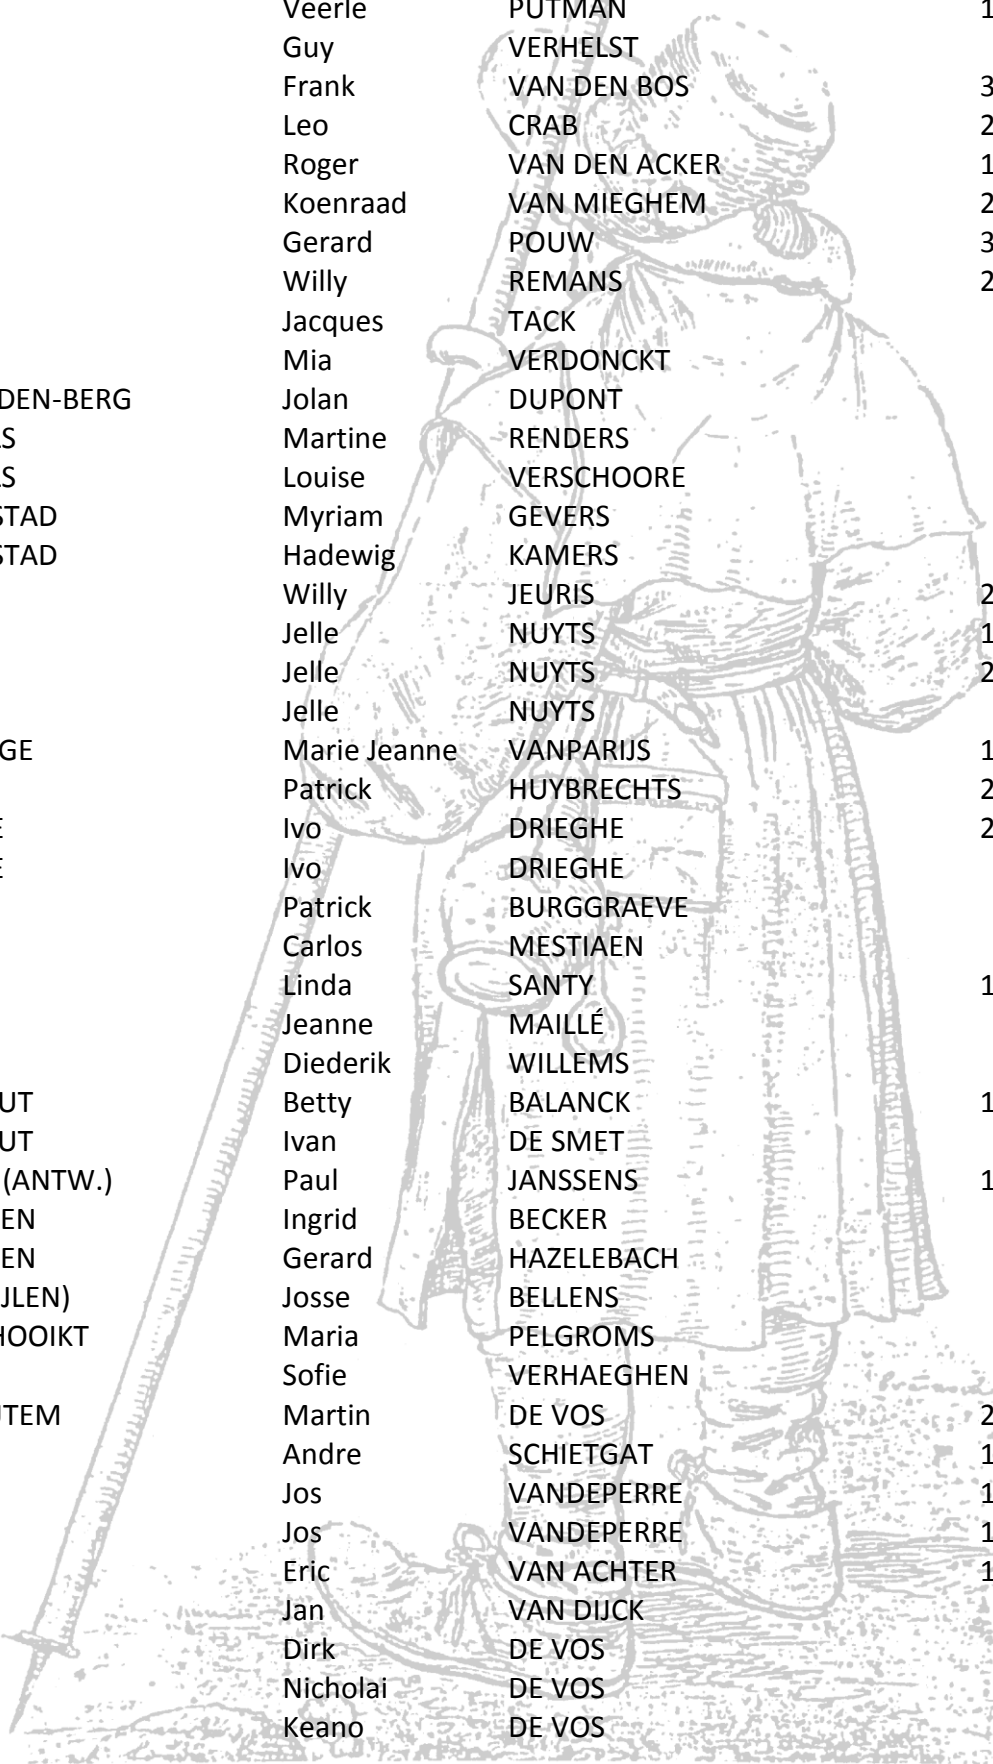 Veerle PUTMAN 1
Guy VERHELST
Frank VAN DEN BOS 3
Leo CRAB 2
Roger VAN DEN ACKER 1
Koenraad VAN MIEGHEM 2
Gerard POUW 3
Willy REMANS 2
Jacques TACK
Mia VERDONCKT
DEN-BERG Jolan DUPONT
S Martine RENDERS
S Louise VERSCHOORE
STAD Myriam GEVERS
STAD Hadewig KAMERS
Willy JEURIS 2
Jelle NUYTS 1
Jelle NUYTS 2
Jelle NUYTS
GE Marie Jeanne VANPARIJS 1
Patrick HUYBRECHTS 2
E Ivo DRIEGHE 2
E Ivo DRIEGHE
Patrick BURGGRAEVE
Carlos MESTIAEN
Linda SANTY 1
Jeanne MAILLÉ
Diederik WILLEMS
UT Betty BALANCK 1
UT Ivan DE SMET
(ANTW.) Paul JANSSENS 1
EN Ingrid BECKER
EN Gerard HAZELEBACH
JLEN) Josse BELLENS
HOOIKT Maria PELGROMS
Sofie VERHAEGHEN
UTEM Martin DE VOS 2
Andre SCHIETGAT 1
Jos VANDEPERRE 1
Jos VANDEPERRE 1
Eric VAN ACHTER 1
Jan VAN DIJCK
Dirk DE VOS
Nicholai DE VOS
Keano DE VOS